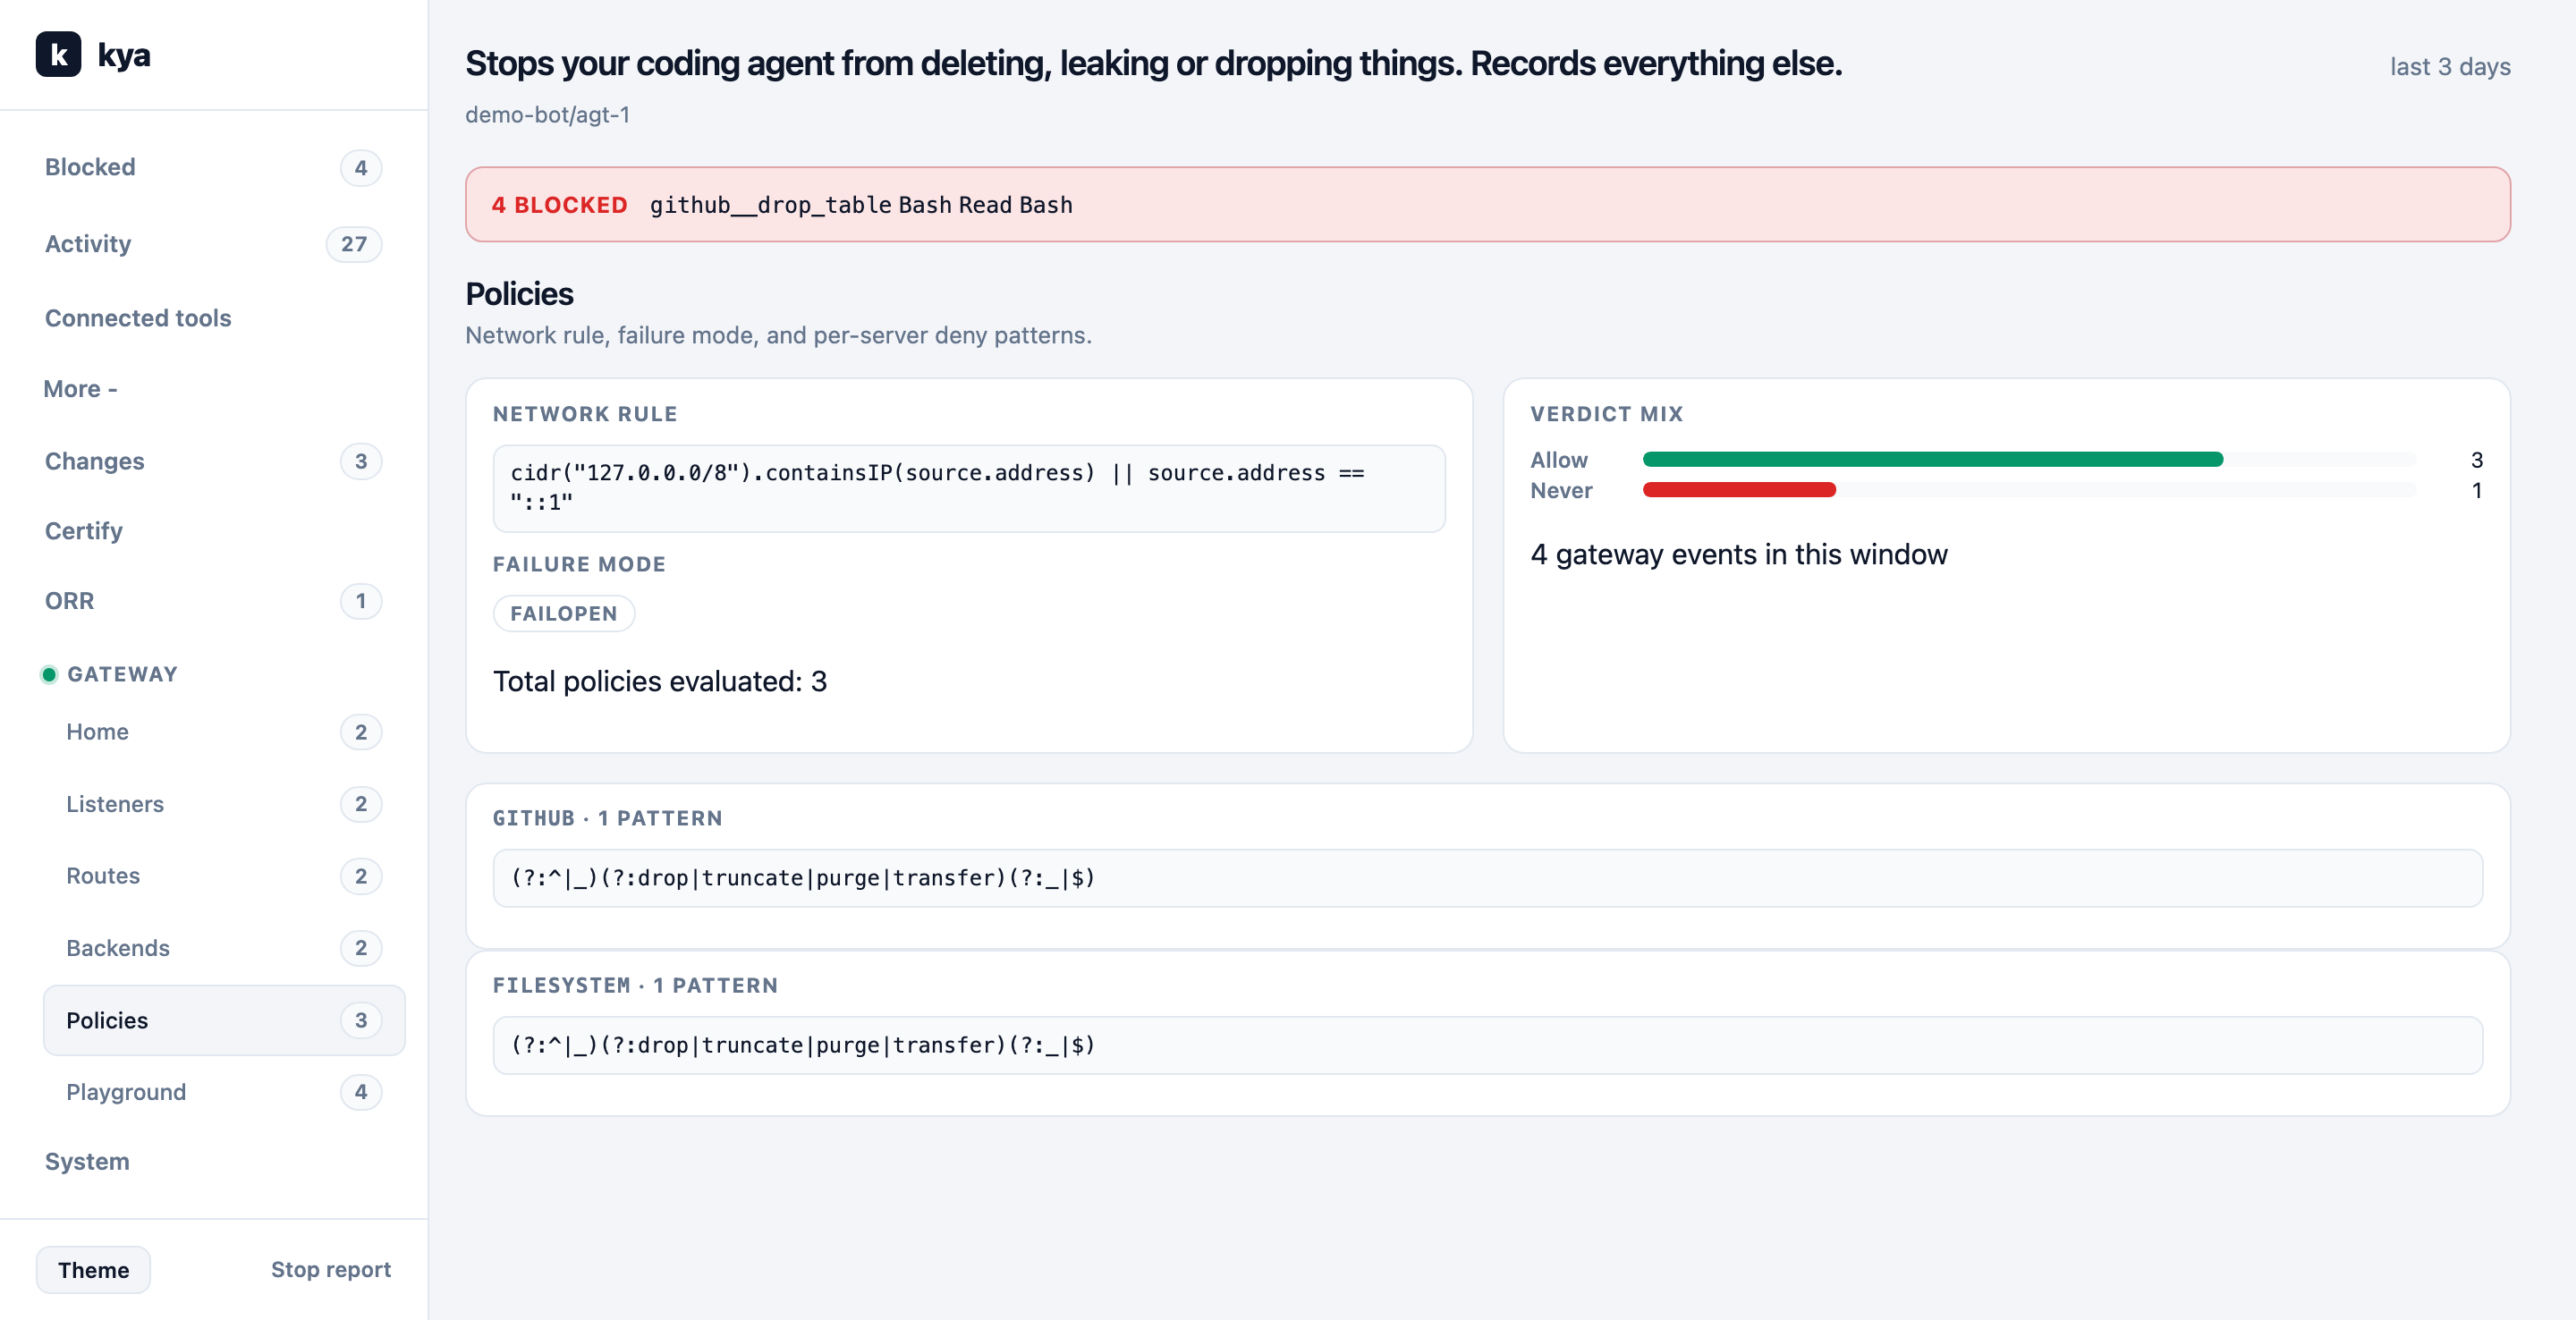 k kya
Blocked 4
Activity 27
Connected tools
More -
Changes 3
Certify
ORR 1
GATEWAY
Home 2
Listeners 2
Routes 2
Backends 2
Policies 3
Playground 4
System
Theme Stop report
Stops your coding agent from deleting, leaking or dropping things. Records everything else.
last 3 days
demo-bot/agt-1
4 BLOCKED github__drop_table Bash Read Bash
Policies
Network rule, failure mode, and per-server deny patterns.
NETWORK RULE
cidr("127.0.0.0/8").containsIP(source.address) || source.address ==
"::1"
FAILURE MODE
FAILOPEN
Total policies evaluated: 3
VERDICT MIX
Allow 3
Never 1
4 gateway events in this window
GITHUB · 1 PATTERN
(?:^|_)(?:drop|truncate|purge|transfer)(?:_|$)
FILESYSTEM · 1 PATTERN
(?:^|_)(?:drop|truncate|purge|transfer)(?:_|$)